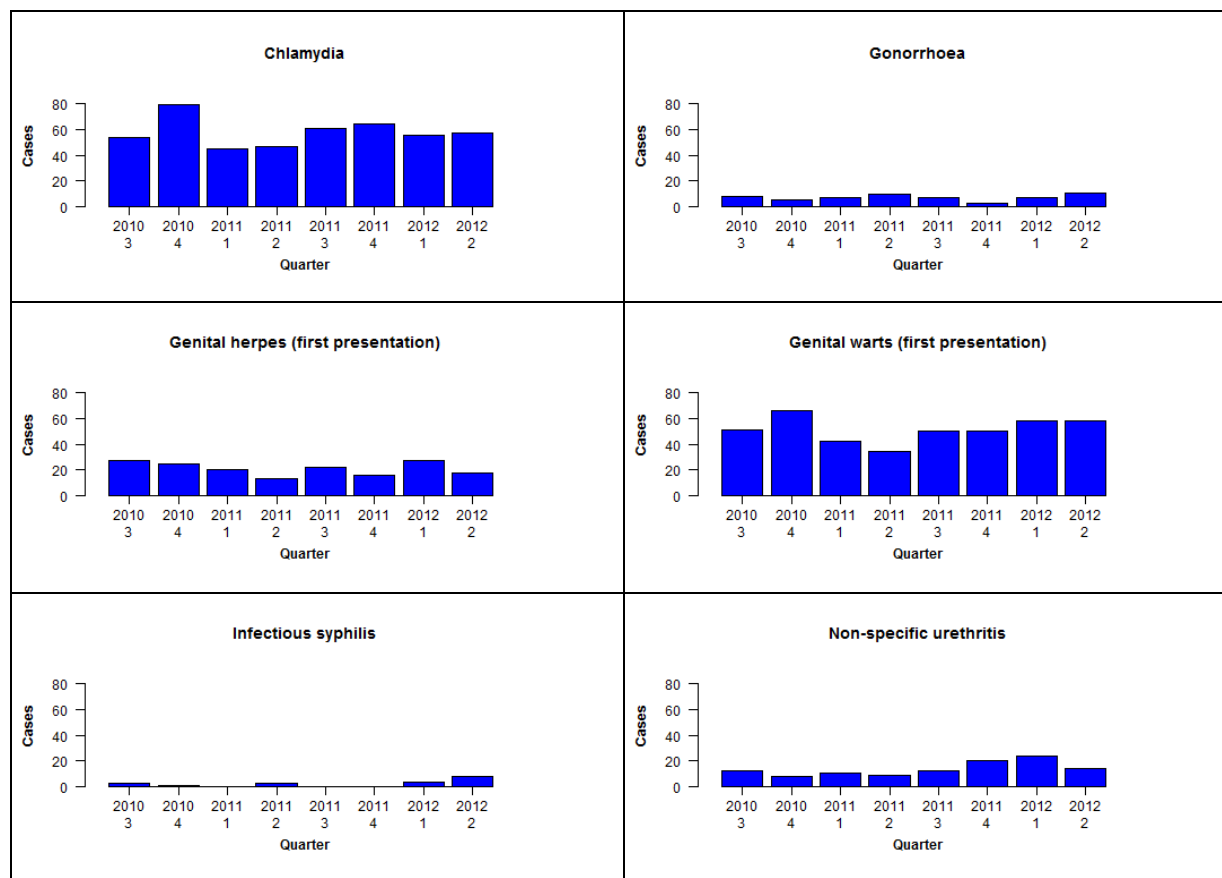 Chlamydia
80
60
40
20
0
Cases
2010 2010 2011 2011 2011 2011 2012 2012
3 4 1 2 3 4 1 2
Quarter
Gonorrhoea
80
60
40
20
0
Cases
2010 2010 2011 2011 2011 2011 2012 2012
3 4 1 2 3 4 1 2
Quarter
Genital herpes (first presentation)
80
60
40
20
0
Cases
2010 2010 2011 2011 2011 2011 2012 2012
3 4 1 2 3 4 1 2
Quarter
Genital warts (first presentation)
80
60
40
20
0
Cases
2010 2010 2011 2011 2011 2011 2012 2012
3 4 1 2 3 4 1 2
Quarter
Infectious syphilis
80
60
40
20
0
Cases
2010 2010 2011 2011 2011 2011 2012 2012
3 4 1 2 3 4 1 2
Quarter
Non-specific urethritis
80
60
40
20
0
Cases
2010 2010 2011 2011 2011 2011 2012 2012
3 4 1 2 3 4 1 2
Quarter